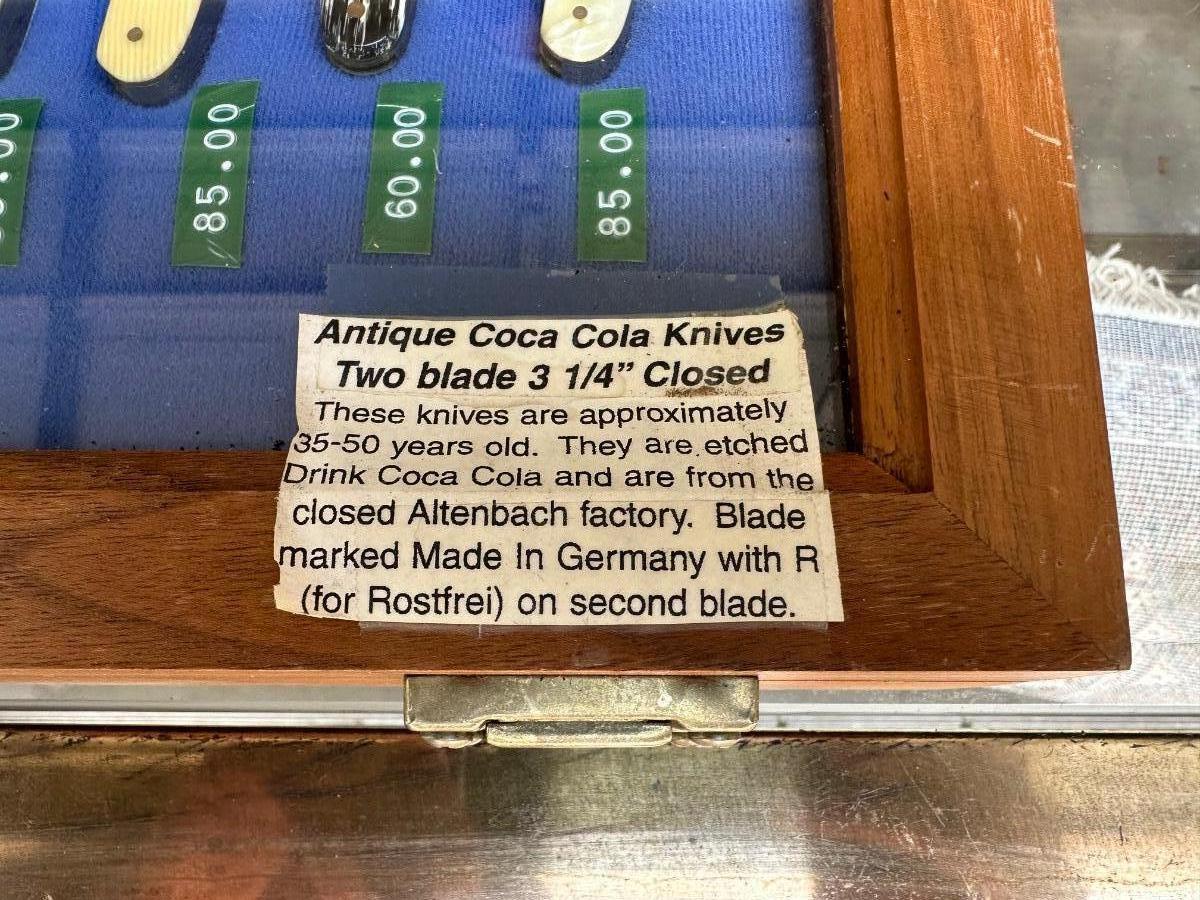 .00
85.00
60.00
85.00
Antique Coca Cola Knives
Two blade 3 1/4” Closed
These knives are approximately
35-50 years old. They are etched
Drink Coca Cola and are from the
closed Altenbach factory. Blade
marked Made In Germany with R
(for Rostfrei) on second blade.